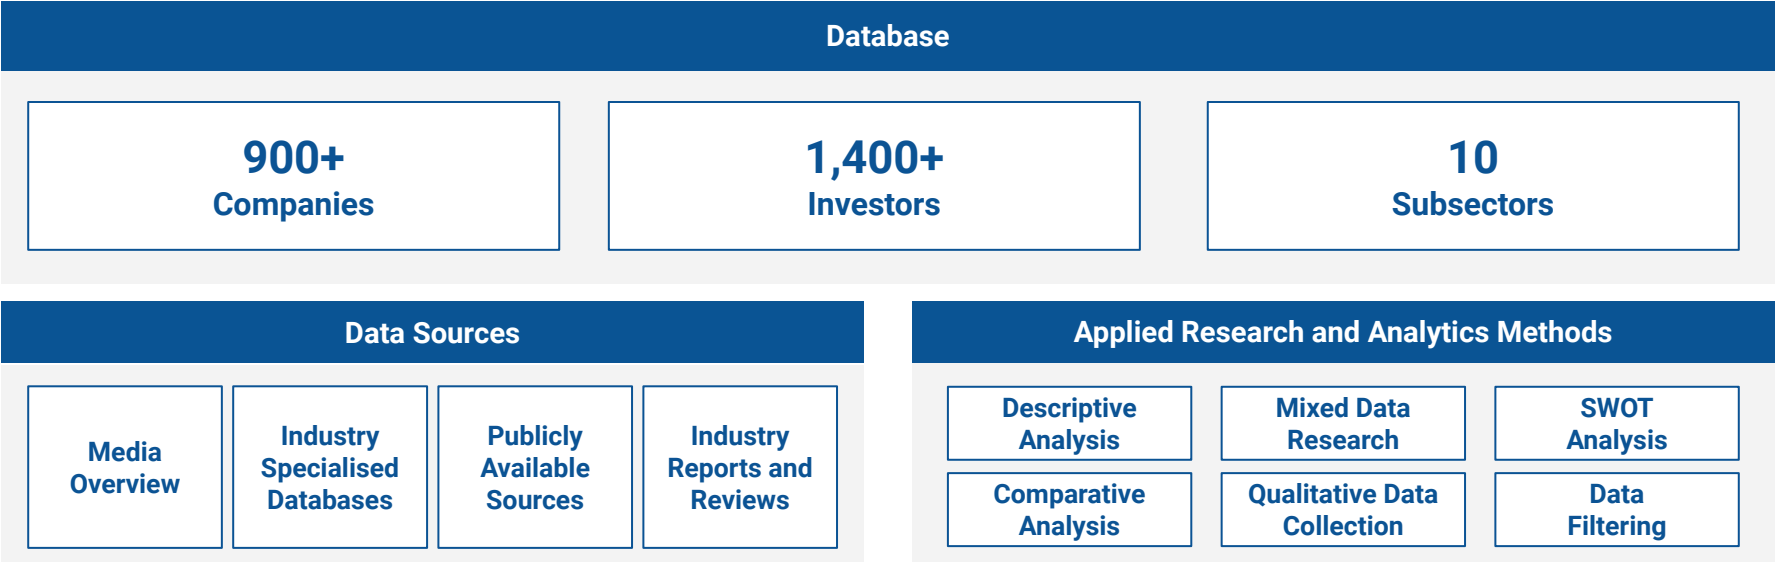 Database
900+
Companies
1,400+
Investors
10
Subsectors
Data Sources
Media
Overview
Industry
Specialised
Databases
Publicly
Available
Sources
Industry
Reports and
Reviews
Applied Research and Analytics Methods
Descriptive
Analysis
Mixed Data
Research
SWOT
Analysis
Comparative
Analysis
Qualitative Data
Collection
Data
Filtering